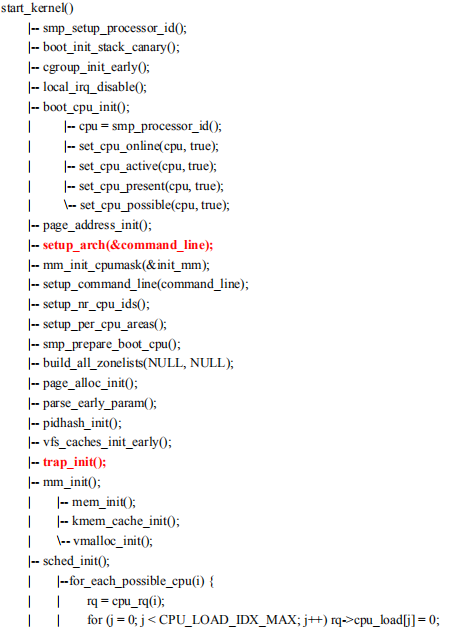 start_kernel()
|-- smp_setup_processor_id();
|-- boot_init_stack_canary();
|-- cgroup_init_early();
|-- local_irq_disable();
|-- boot_cpu_init();
| |-- cpu = smp_processor_id();
| |-- set_cpu_online(cpu, true);
| |-- set_cpu_active(cpu, true);
| |-- set_cpu_present(cpu, true);
| \-- set_cpu_possible(cpu, true);
|-- page_address_init();
|-- setup_arch(&command_line);
|-- mm_init_cpumask(&init_mm);
|-- setup_command_line(command_line);
|-- setup_nr_cpu_ids();
|-- setup_per_cpu_areas();
|-- smp_prepare_boot_cpu();
|-- build_all_zonelists(NULL, NULL);
|-- page_alloc_init();
|-- parse_early_param();
|-- pidhash_init();
|-- vfs_caches_init_early();
|-- trap_init();
|-- mm_init();
| |-- mem_init();
| |-- kmem_cache_init();
| \-- vmalloc_init();
|-- sched_init();
| |--for_each_possible_cpu(i) {
| | rq = cpu_rq(i);
| | for (j = 0; j < CPU_LOAD_IDX_MAX; j++) rq->cpu_load[j] = 0;